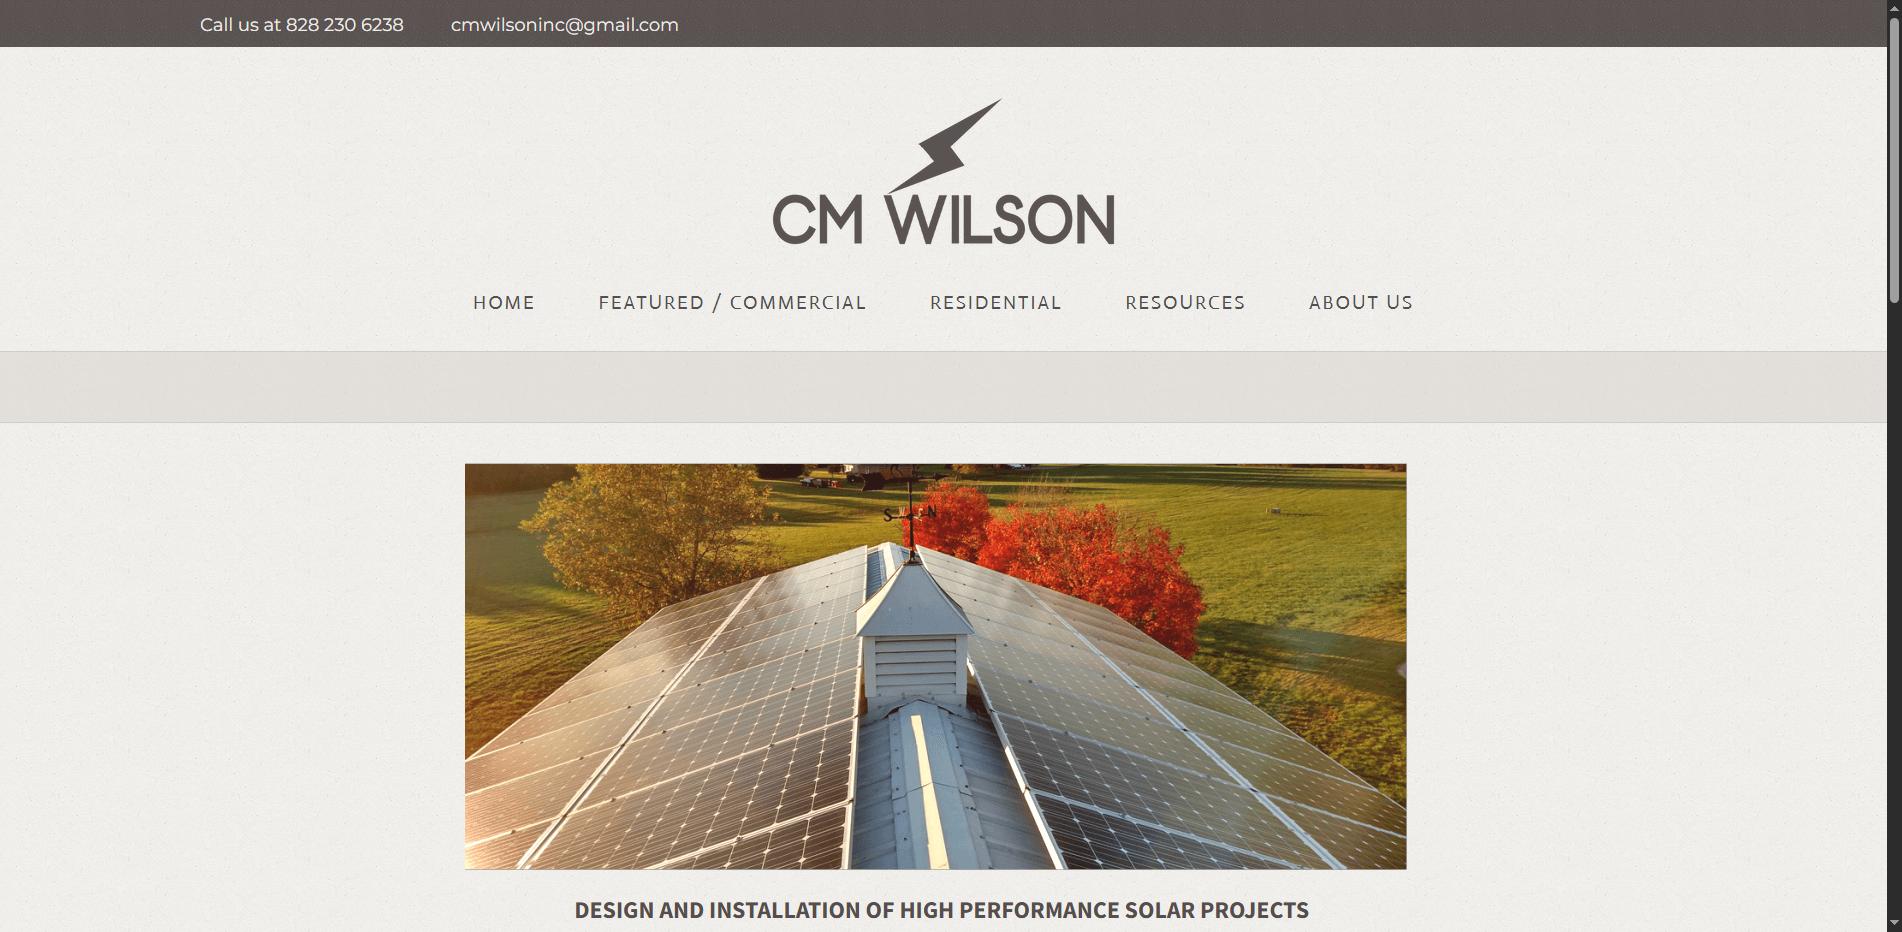 Call us at 828 230 6238 cmwilsoninc@gmail.com
CM WILSON
HOME FEATURED / COMMERCIAL RESIDENTIAL RESOURCES ABOUT US
S N
DESIGN AND INSTALLATION OF HIGH PERFORMANCE SOLAR PROJECTS